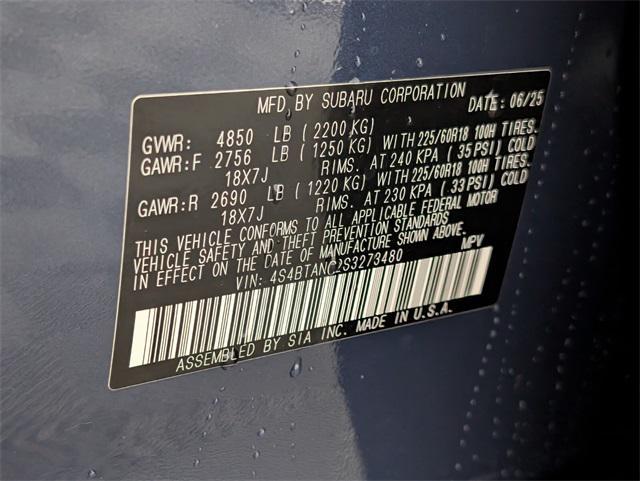 MFD. BY SUBARU CORPORATION DATE: 06/25
GVWR: 4850 LB (2200 KG)
GAWR:F 2756 LB (1250 KG) WITH 225/60R18 100H TIRES.
18X7J RIMS. AT 240 KPA (35 PSI) COLD
GAWR:R 2690 LB (1220 KG) WITH 225/60R18 100H TIRES.
18X7J RIMS. AT 230 KPA (33 PSI) COLD
THIS VEHICLE CONFORMS TO ALL APPLICABLE FEDERAL MOTOR
VEHICLE SAFETY AND THEFT PREVENTION STANDARDS
IN EFFECT ON THE DATE OF MANUFACTURE SHOWN ABOVE.
VIN: 4S4BTANC2S3273480 MPV
ASSEMBLED BY SIA INC. MADE IN U.S.A.